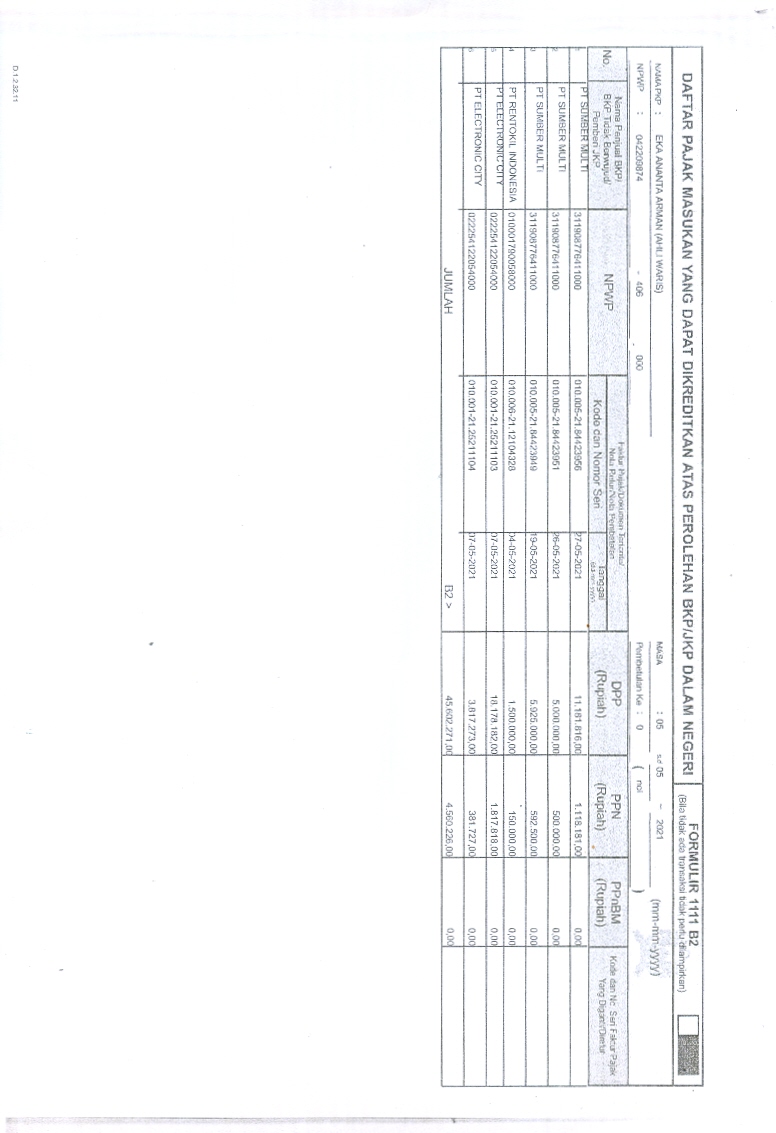 DAFTAR PAJAK MASUKAN YANG DAPAT DIKREDITKAN ATAS PEROLEHAN BKP/JKP DALAM NEGERI
FORMULIR 1111 B2
(Bila tidak ada transaksi tidak perlu dilampirkan)
NAMA PKP : EKA ANANTA ARMAN (AHLI WARIS)
MASA : 05 s.d 05 - 2021 (mm-mm-yyyy)
NPWP : 042209874 - 406 . 000
Pembetulan Ke : 0 ( nol )
No.
Nama Penjual BKP/
BKP Tidak Berwujud/
Pemberi JKP
NPWP
Faktur Pajak/Dokumen Tertentu/
Nota Retur/Nota Pembatalan
Kode dan Nomor Seri
Tanggal
(dd-mm-yyyy)
DPP
(Rupiah)
PPN
(Rupiah)
PPnBM
(Rupiah)
Kode dan No. Seri Faktur Pajak
Yang Diganti/Diretur
1 PT SUMBER MULTI 311908776411000 010.005-21.84423956 27-05-2021 11.181.816,00 1.118.181,00 0,00
2 PT SUMBER MULTI 311908776411000 010.005-21.84423951 26-05-2021 5.000.000,00 500.000,00 0,00
3 PT SUMBER MULTI 311908776411000 010.005-21.84423949 19-05-2021 5.925.000,00 592.500,00 0,00
4 PT RENTOKIL INDONESIA 010001790058000 010.006-21.12104328 04-05-2021 1.500.000,00 150.000,00 0,00
5 PT ELECTRONIC CITY 022254122054000 010.001-21.25211103 07-05-2021 18.178.182,00 1.817.818,00 0,00
6 PT ELECTRONIC CITY 022254122054000 010.001-21.25211104 07-05-2021 3.817.273,00 381.727,00 0,00
JUMLAH B2 > 45.602.271,00 4.560.226,00 0,00
D.1.2.32.11